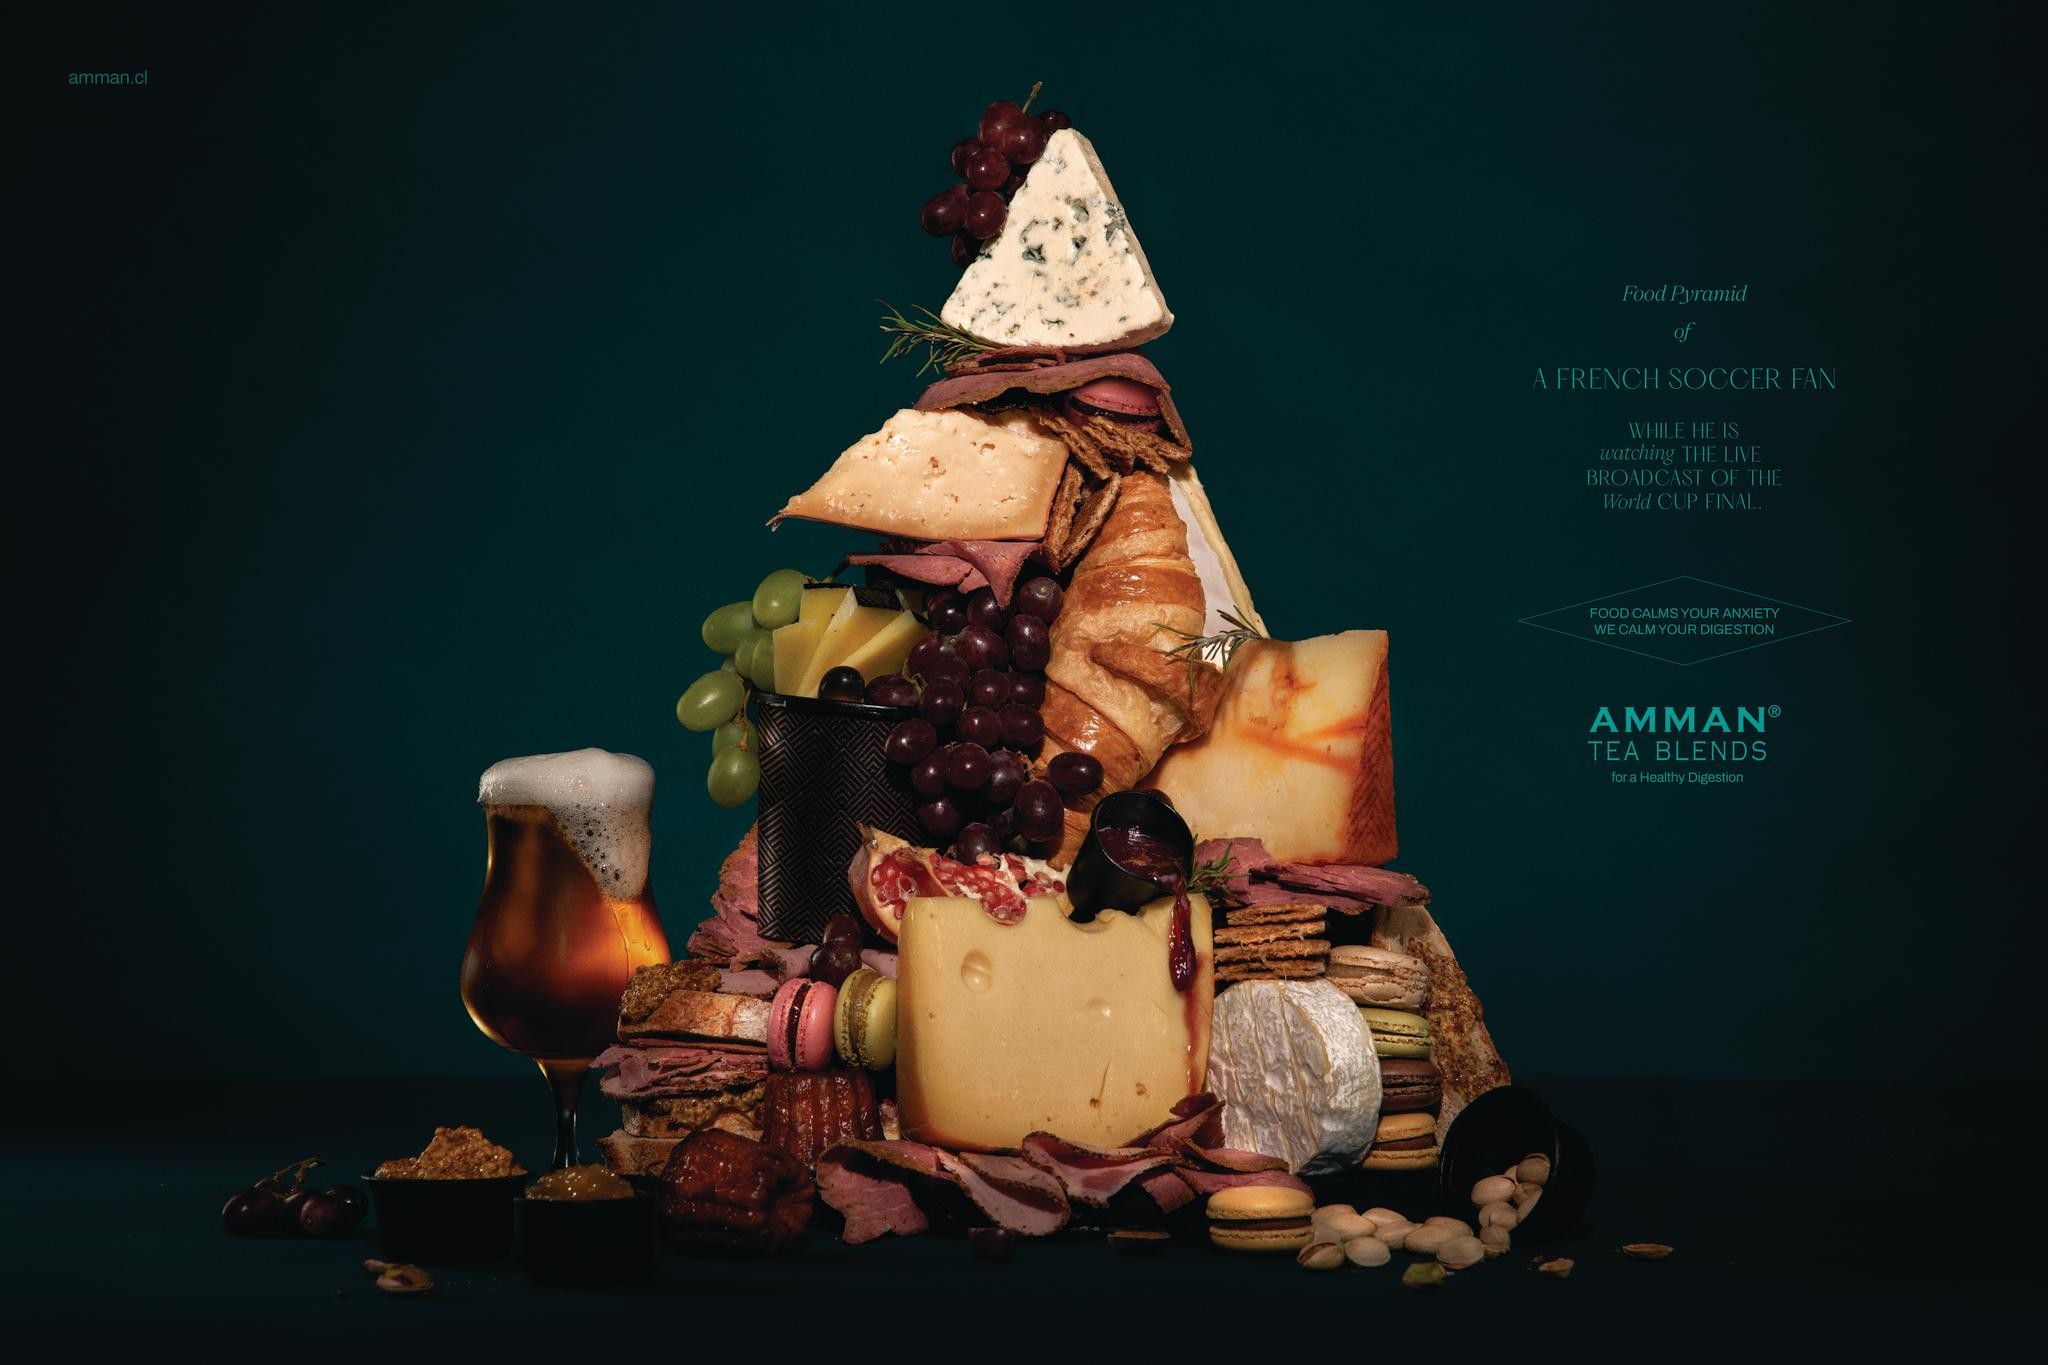 amman.cl
Food Pyramid
of
A FRENCH SOCCER FAN
WHILE HE IS
watching THE LIVE
BROADCAST OF THE
World CUP FINAL.
FOOD CALMS YOUR ANXIETY
WE CALM YOUR DIGESTION
AMMAN®
TEA BLENDS
for a Healthy Digestion